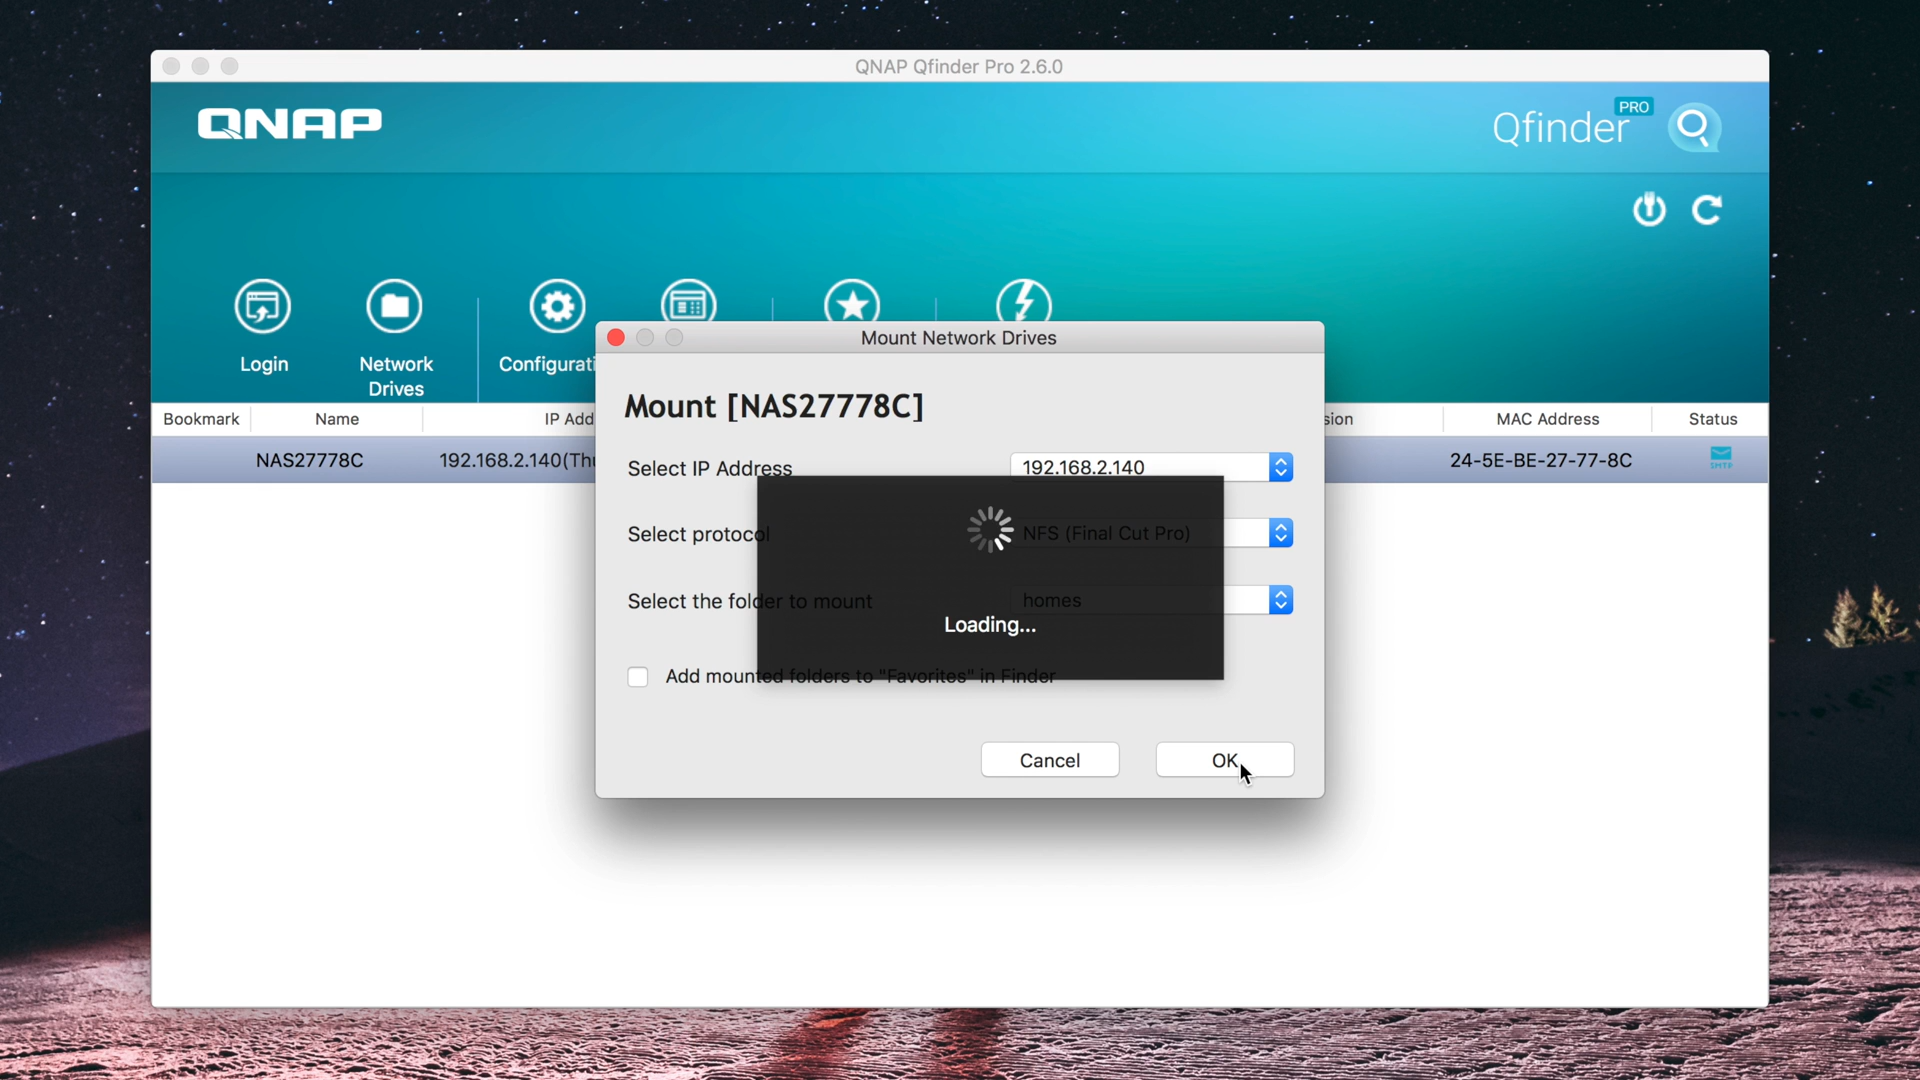 QNAP Qfinder Pro 2.6.0
QNAP
Qfinder PRO
Login
Network
Drives
Configurati
Mount Network Drives
Bookmark Name IP Add sion MAC Address Status
NAS27778C 192.168.2.140(Thu 24-5E-BE-27-77-8C SMTP
Mount [NAS27778C]
Select IP Address 192.168.2.140
Select protocol NFS (Final Cut Pro)
Select the folder to mount homes
Loading...
Add mounted folders to "Favorites" in Finder
Cancel OK